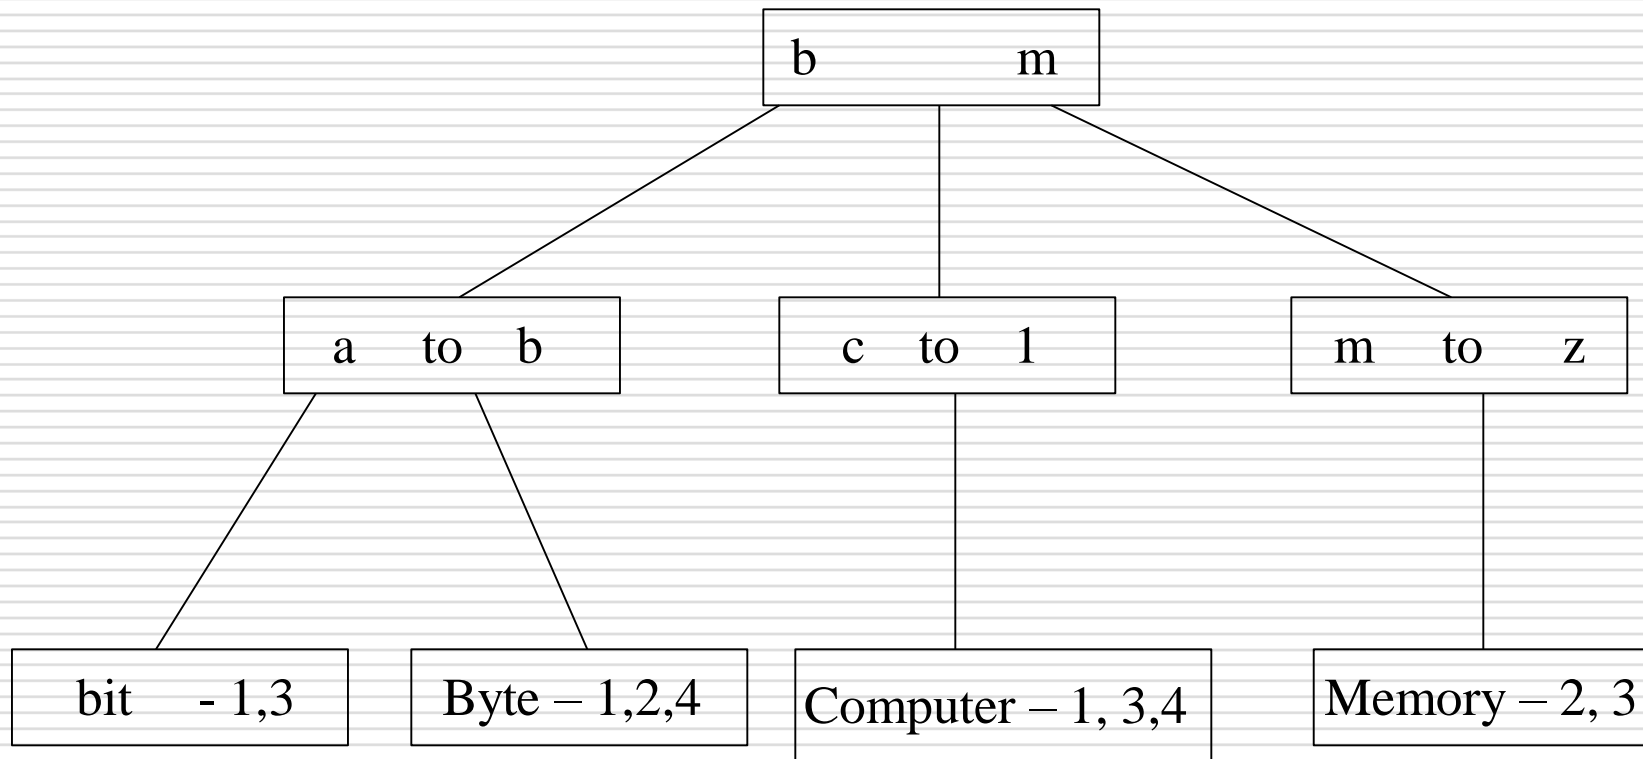 b m
a to b
c to 1
m to z
bit - 1,3
Byte – 1,2,4
Computer – 1, 3,4
Memory – 2, 3